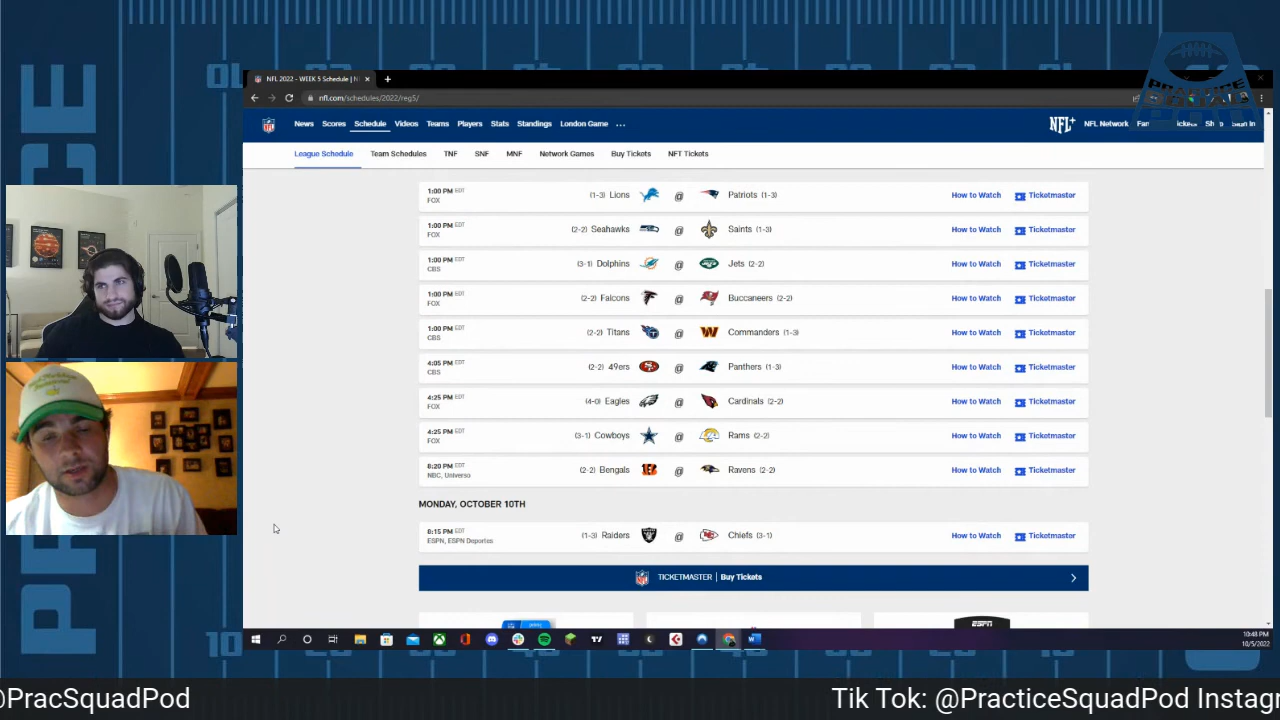 NFL 2022 - WEEK 5 Schedule | N
nfl.com/schedules/2022/reg5/
News Scores Schedule Videos Teams Players Stats Standings London Game ... NFL+ NFL Network
League Schedule Team Schedules TNF SNF MNF Network Games Buy Tickets NFT Tickets
1:00 PM EDT (1-3) Lions @ Patriots (1-3) How to Watch Ticketmaster
FOX
1:00 PM EDT (2-2) Seahawks @ Saints (1-3) How to Watch Ticketmaster
FOX
1:00 PM EDT (3-1) Dolphins @ Jets (2-2) How to Watch Ticketmaster
CBS
1:00 PM EDT (2-2) Falcons @ Buccaneers (2-2) How to Watch Ticketmaster
FOX
1:00 PM EDT (2-2) Titans @ Commanders (1-3) How to Watch Ticketmaster
CBS
4:05 PM EDT (2-2) 49ers @ Panthers (1-3) How to Watch Ticketmaster
CBS
4:25 PM EDT (4-0) Eagles @ Cardinals (2-2) How to Watch Ticketmaster
FOX
4:25 PM EDT (3-1) Cowboys @ Rams (2-2) How to Watch Ticketmaster
FOX
8:20 PM EDT (2-2) Bengals @ Ravens (2-2) How to Watch Ticketmaster
NBC, Universo
MONDAY, OCTOBER 10TH
8:15 PM EDT (1-3) Raiders @ Chiefs (3-1) How to Watch Ticketmaster
ESPN, ESPN Deportes
TICKETMASTER | Buy Tickets
ESPN
10:48 PM
10/5/2022
@PracSquadPod Tik Tok: @PracticeSquadPod Instagr